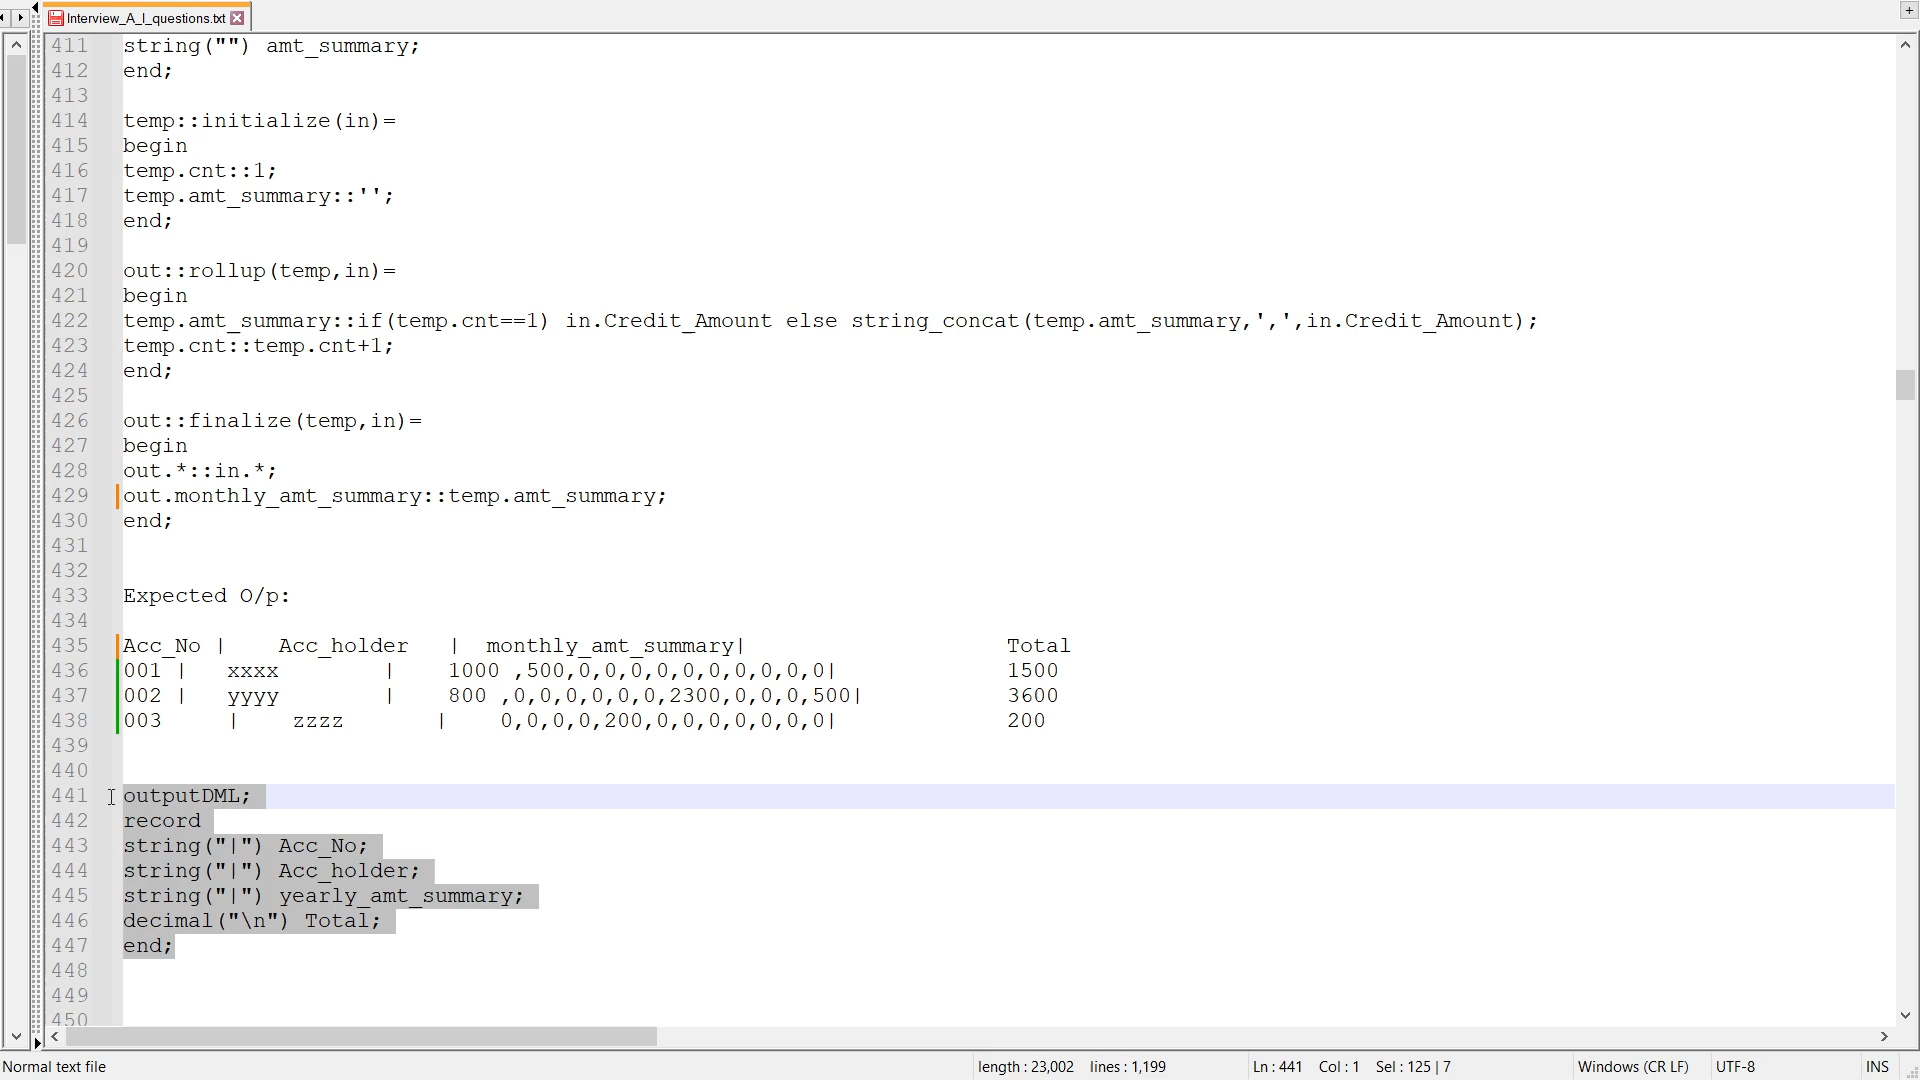 Interview_A_I_questions.txt
411 string("") amt_summary;
412 end;
413
414 temp::initialize(in)=
415 begin
416 temp.cnt::1;
417 temp.amt_summary::'';
418 end;
419
420 out::rollup(temp,in)=
421 begin
422 temp.amt_summary::if(temp.cnt==1) in.Credit_Amount else string_concat(temp.amt_summary,',',in.Credit_Amount);
423 temp.cnt::temp.cnt+1;
424 end;
425
426 out::finalize(temp,in)=
427 begin
428 out.*::in.*;
429 out.monthly_amt_summary::temp.amt_summary;
430 end;
431
432
433 Expected O/p:
434
435 Acc_No | Acc_holder | monthly_amt_summary| Total
436 001 | xxxx | 1000 ,500,0,0,0,0,0,0,0,0,0,0| 1500
437 002 | yyyy | 800 ,0,0,0,0,0,0,2300,0,0,0,500| 3600
438 003 | zzzz | 0,0,0,0,200,0,0,0,0,0,0,0| 200
439
440
441 outputDML;
442 record
443 string("|") Acc_No;
444 string("|") Acc_holder;
445 string("|") yearly_amt_summary;
446 decimal("\n") Total;
447 end;
448
449
450
Normal text file length : 23,002 lines : 1,199 Ln : 441 Col : 1 Sel : 125 | 7 Windows (CR LF) UTF-8 INS